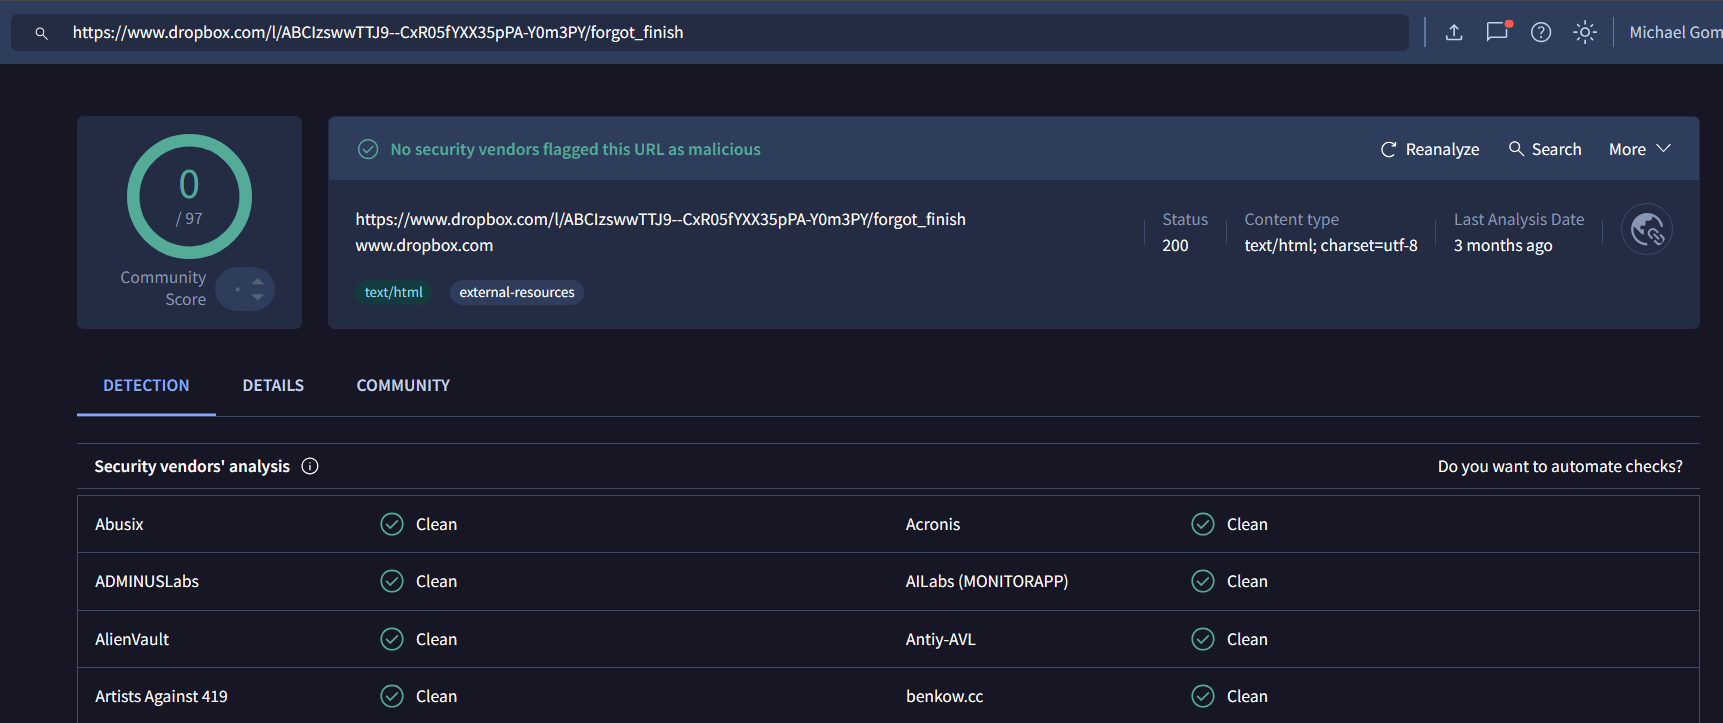 https://www.dropbox.com/l/ABCIzswwTTJ9--CxR05fYXX35pPA-Y0m3PY/forgot_finish
Michael Gom
0
/ 97
Community
Score
No security vendors flagged this URL as malicious
Reanalyze
Search
More
https://www.dropbox.com/l/ABCIzswwTTJ9--CxR05fYXX35pPA-Y0m3PY/forgot_finish
www.dropbox.com
text/html
external-resources
Status
200
Content type
text/html; charset=utf-8
Last Analysis Date
3 months ago
DETECTION
DETAILS
COMMUNITY
Security vendors' analysis
Do you want to automate checks?
Abusix
Clean
Acronis
Clean
ADMINUSLabs
Clean
AILabs (MONITORAPP)
Clean
AlienVault
Clean
Antiy-AVL
Clean
Artists Against 419
Clean
benkow.cc
Clean